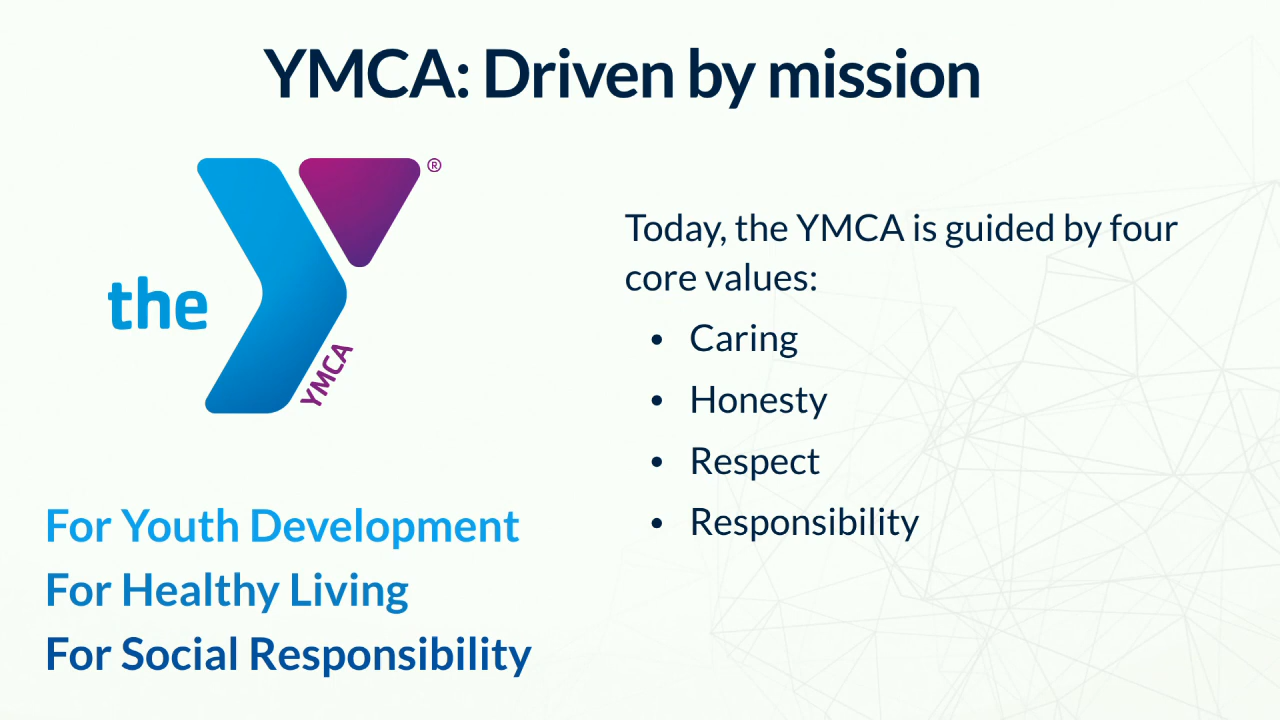 YMCA: Driven by mission
the
®
YMCA
For Youth Development
For Healthy Living
For Social Responsibility
Today, the YMCA is guided by four
core values:
• Caring
• Honesty
• Respect
• Responsibility